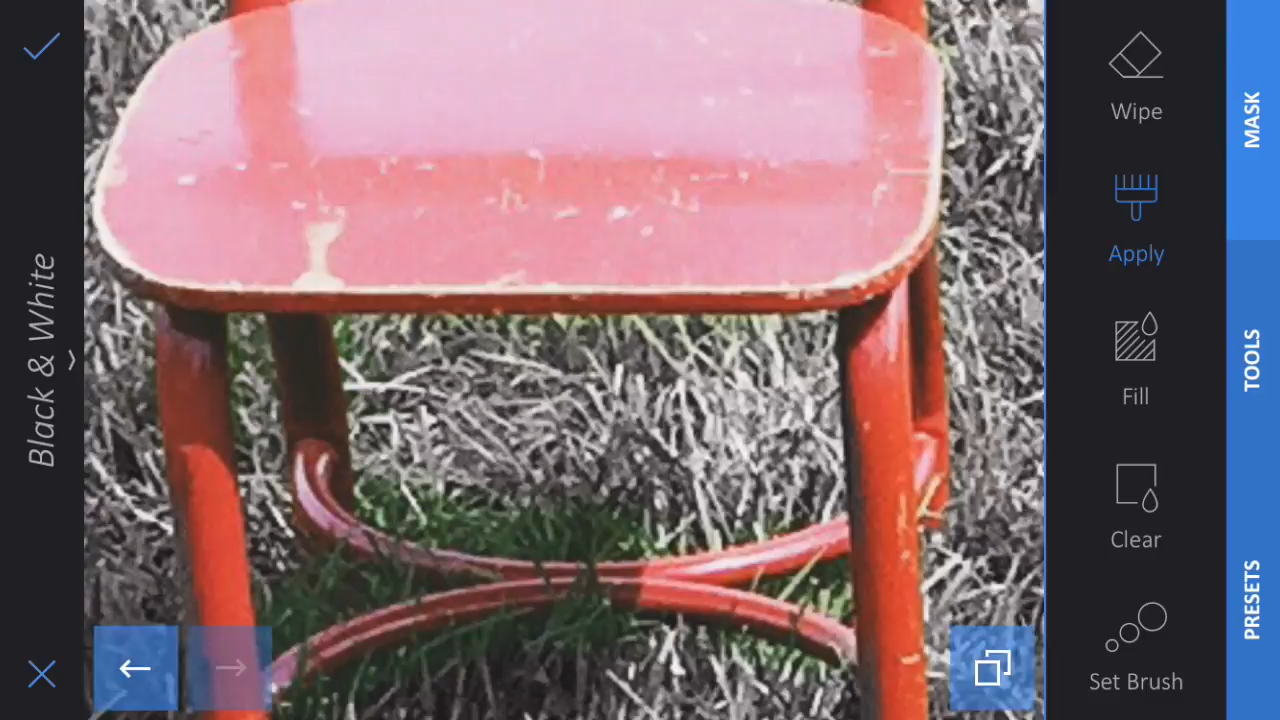 Black & White
Wipe
Apply
Fill
Clear
Set Brush
MASK
TOOLS
PRESETS